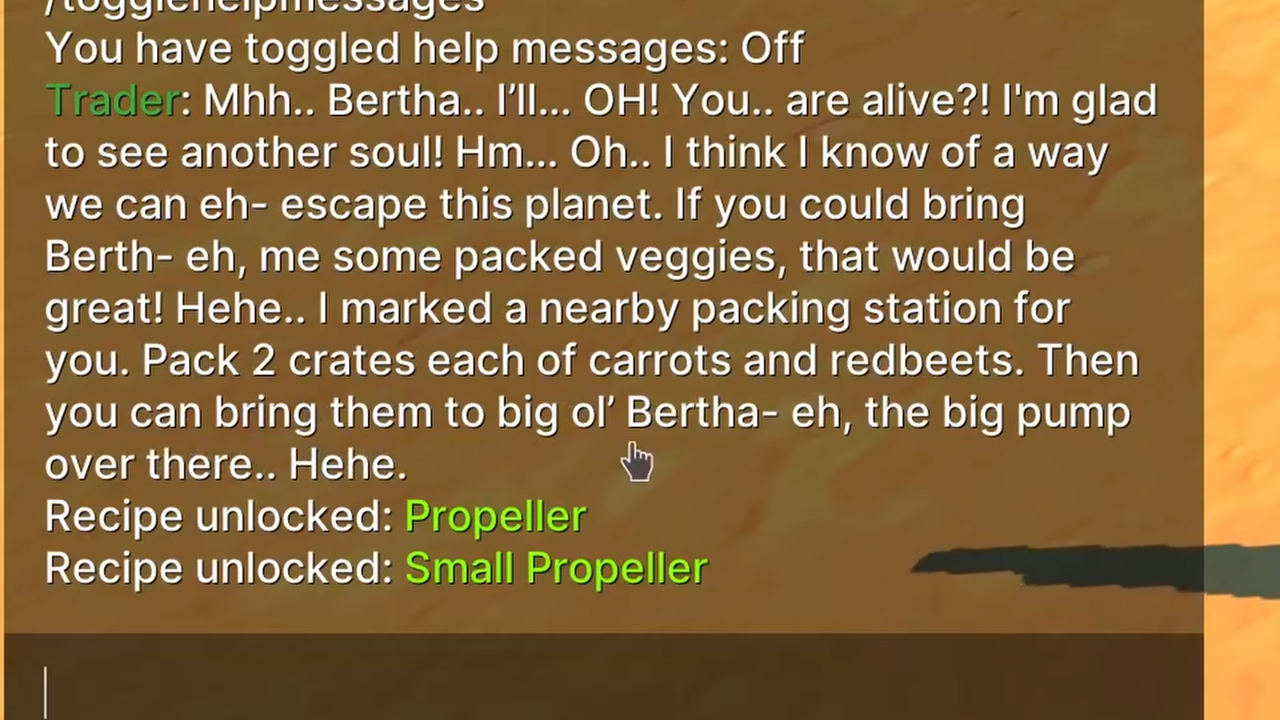 /togglehelpmessages
You have toggled help messages: Off
Trader: Mhh.. Bertha.. I’ll... OH! You.. are alive?! I'm glad
to see another soul! Hm... Oh.. I think I know of a way
we can eh- escape this planet. If you could bring
Berth- eh, me some packed veggies, that would be
great! Hehe.. I marked a nearby packing station for
you. Pack 2 crates each of carrots and redbeets. Then
you can bring them to big ol’ Bertha- eh, the big pump
over there.. Hehe.
Recipe unlocked: Propeller
Recipe unlocked: Small Propeller